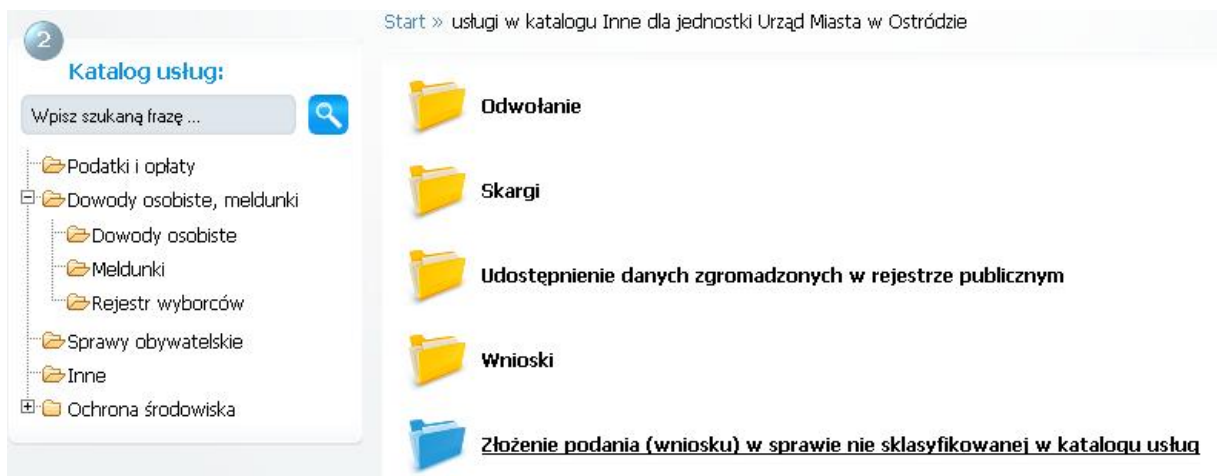 Start » usługi w katalogu Inne dla jednostki Urząd Miasta w Ostródzie
2
Katalog usług:
Wpisz szukaną frazę ...
Podatki i opłaty
Dowody osobiste, meldunki
Dowody osobiste
Meldunki
Rejestr wyborców
Sprawy obywatelskie
Inne
Ochrona środowiska
Odwołanie
Skargi
Udostępnienie danych zgromadzonych w rejestrze publicznym
Wnioski
Złożenie podania (wniosku) w sprawie nie sklasyfikowanej w katalogu usług